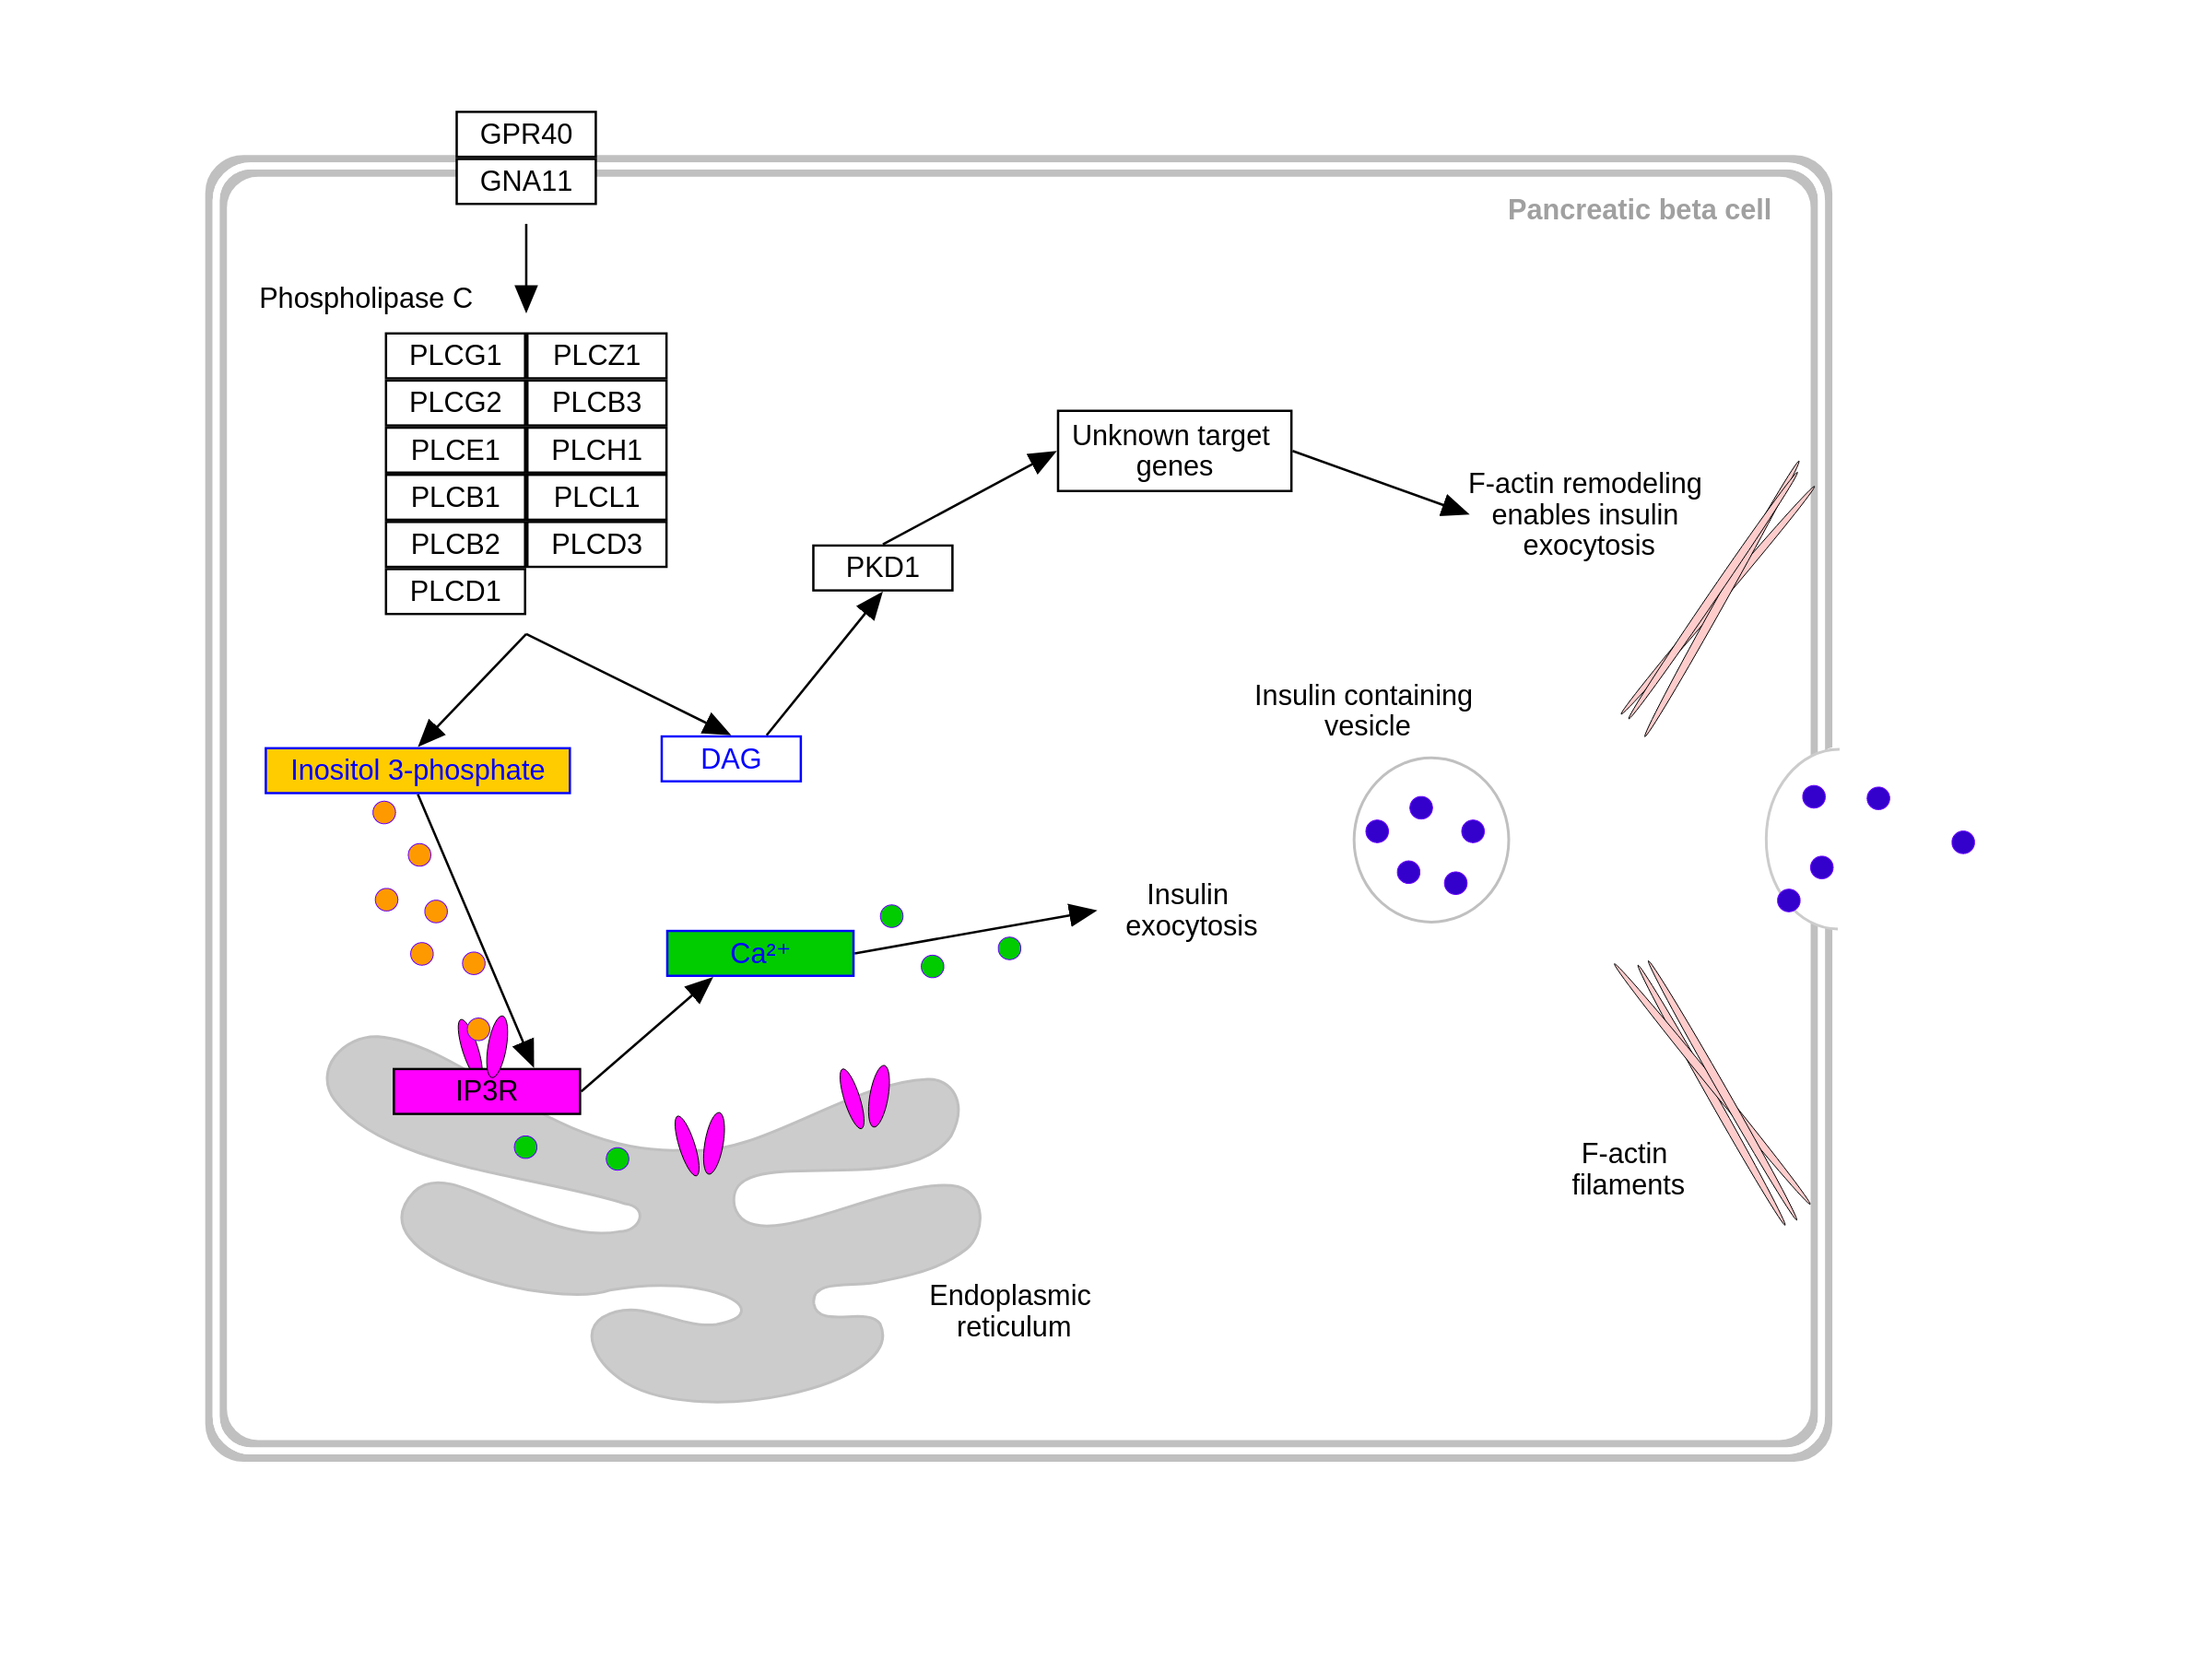 GPR40
GNA11
Pancreatic beta cell
Phospholipase C
PLCG1
PLCZ1
PLCG2
PLCB3
PLCE1
PLCH1
PLCB1
PLCL1
PLCB2
PLCD3
PLCD1
Unknown target
genes
F-actin remodeling
enables insulin
exocytosis
PKD1
Insulin containing
vesicle
Inositol 3-phosphate
DAG
Insulin
exocytosis
Ca²⁺
IP3R
F-actin
filaments
Endoplasmic
reticulum